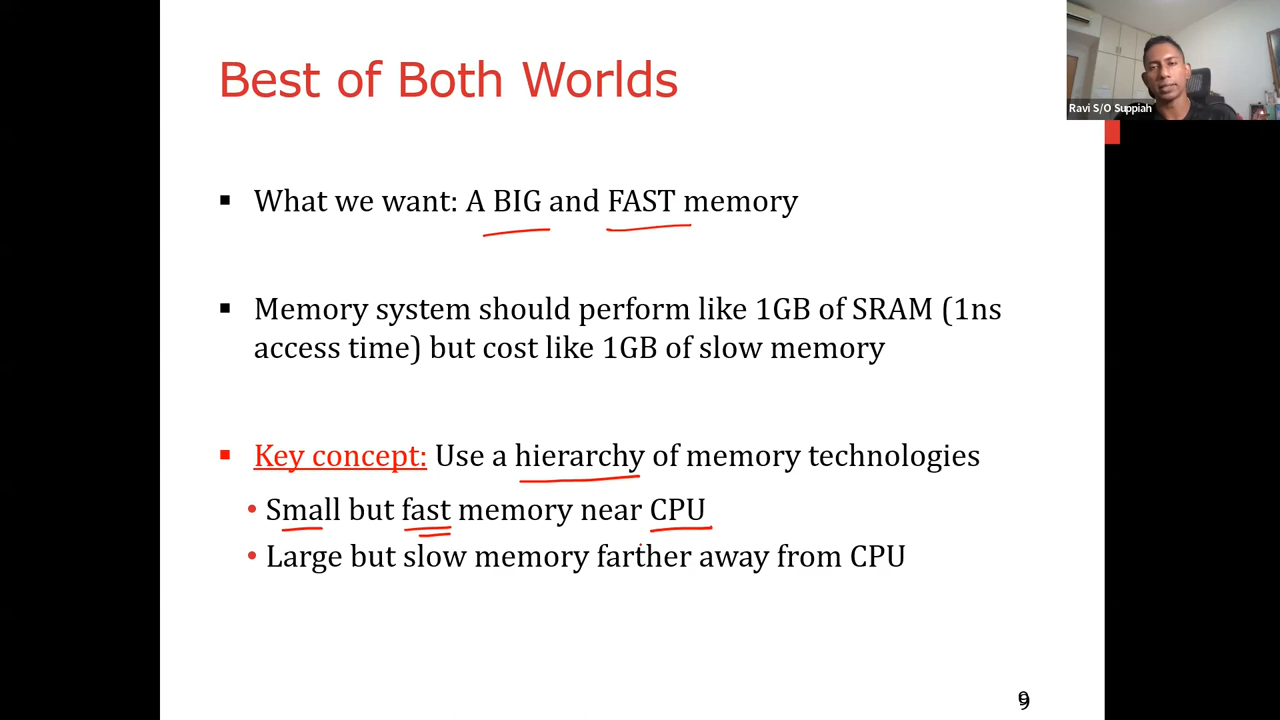 Best of Both Worlds
Ravi S/O Suppiah
▪ What we want: A BIG and FAST memory
▪ Memory system should perform like 1GB of SRAM (1ns
access time) but cost like 1GB of slow memory
▪ Key concept: Use a hierarchy of memory technologies
• Small but fast memory near CPU
• Large but slow memory farther away from CPU
9